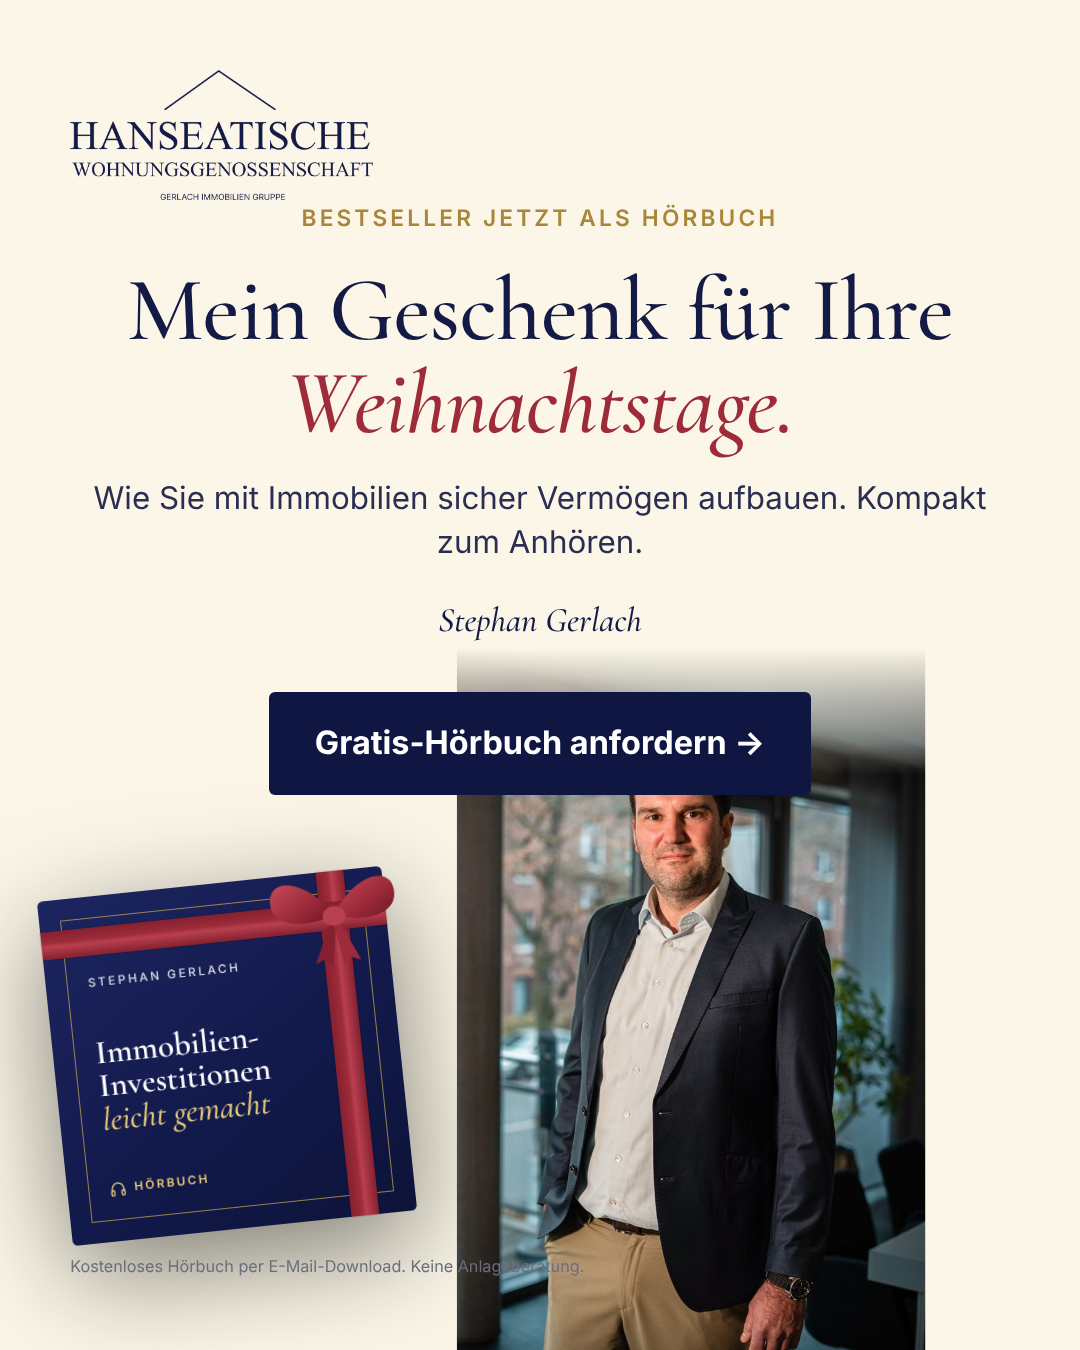 HANSEATISCHE
WOHNUNGSGENOSSENSCHAFT
GERLACH IMMOBILIEN GRUPPE
BESTSELLER JETZT ALS HÖRBUCH
Mein Geschenk für Ihre
Weihnachtstage.
Wie Sie mit Immobilien sicher Vermögen aufbauen. Kompakt
zum Anhören.
Stephan Gerlach
Gratis-Hörbuch anfordern →
STEPHAN GERLACH
Immobilien-
Investitionen
leicht gemacht
HÖRBUCH
Kostenloses Hörbuch per E-Mail-Download. Keine Anlageberatung.